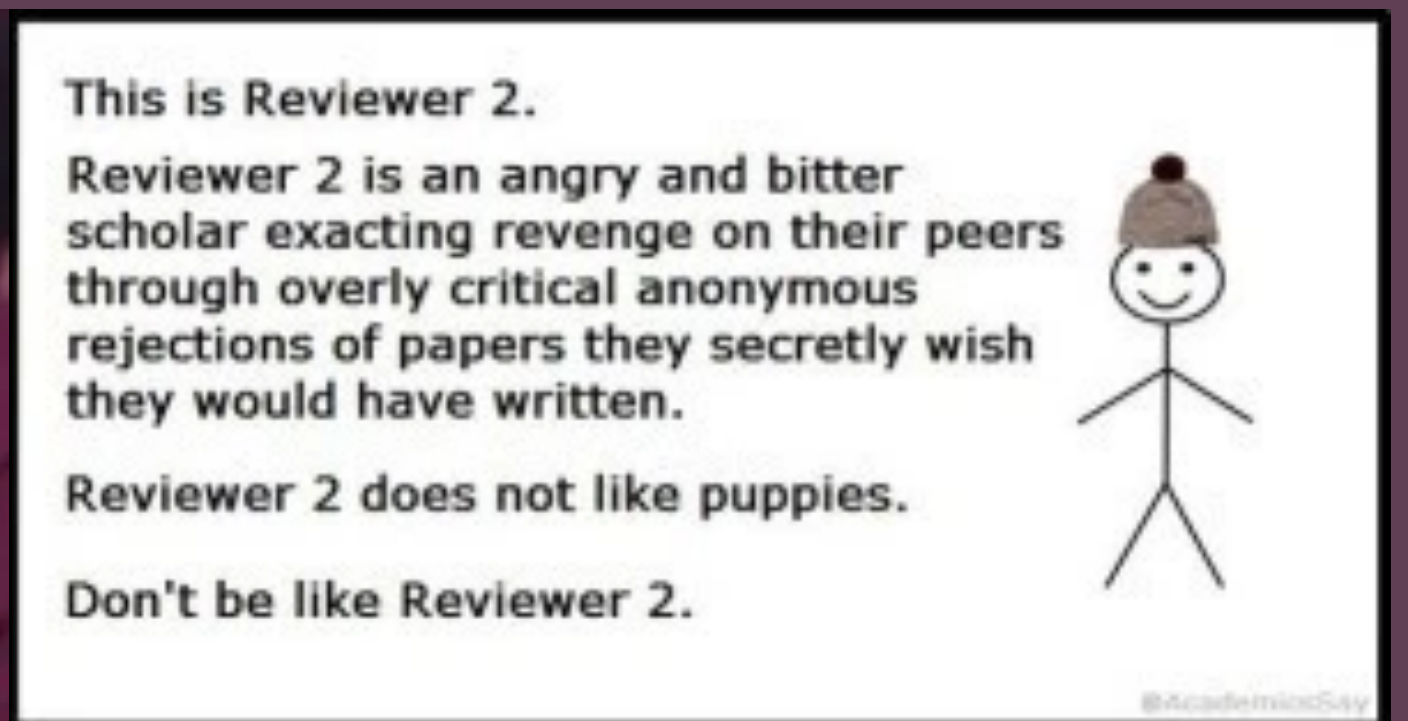 This is Reviewer 2.
Reviewer 2 is an angry and bitter
scholar exacting revenge on their peers
through overly critical anonymous
rejections of papers they secretly wish
they would have written.
Reviewer 2 does not like puppies.
Don't be like Reviewer 2.
@AcademicsSay